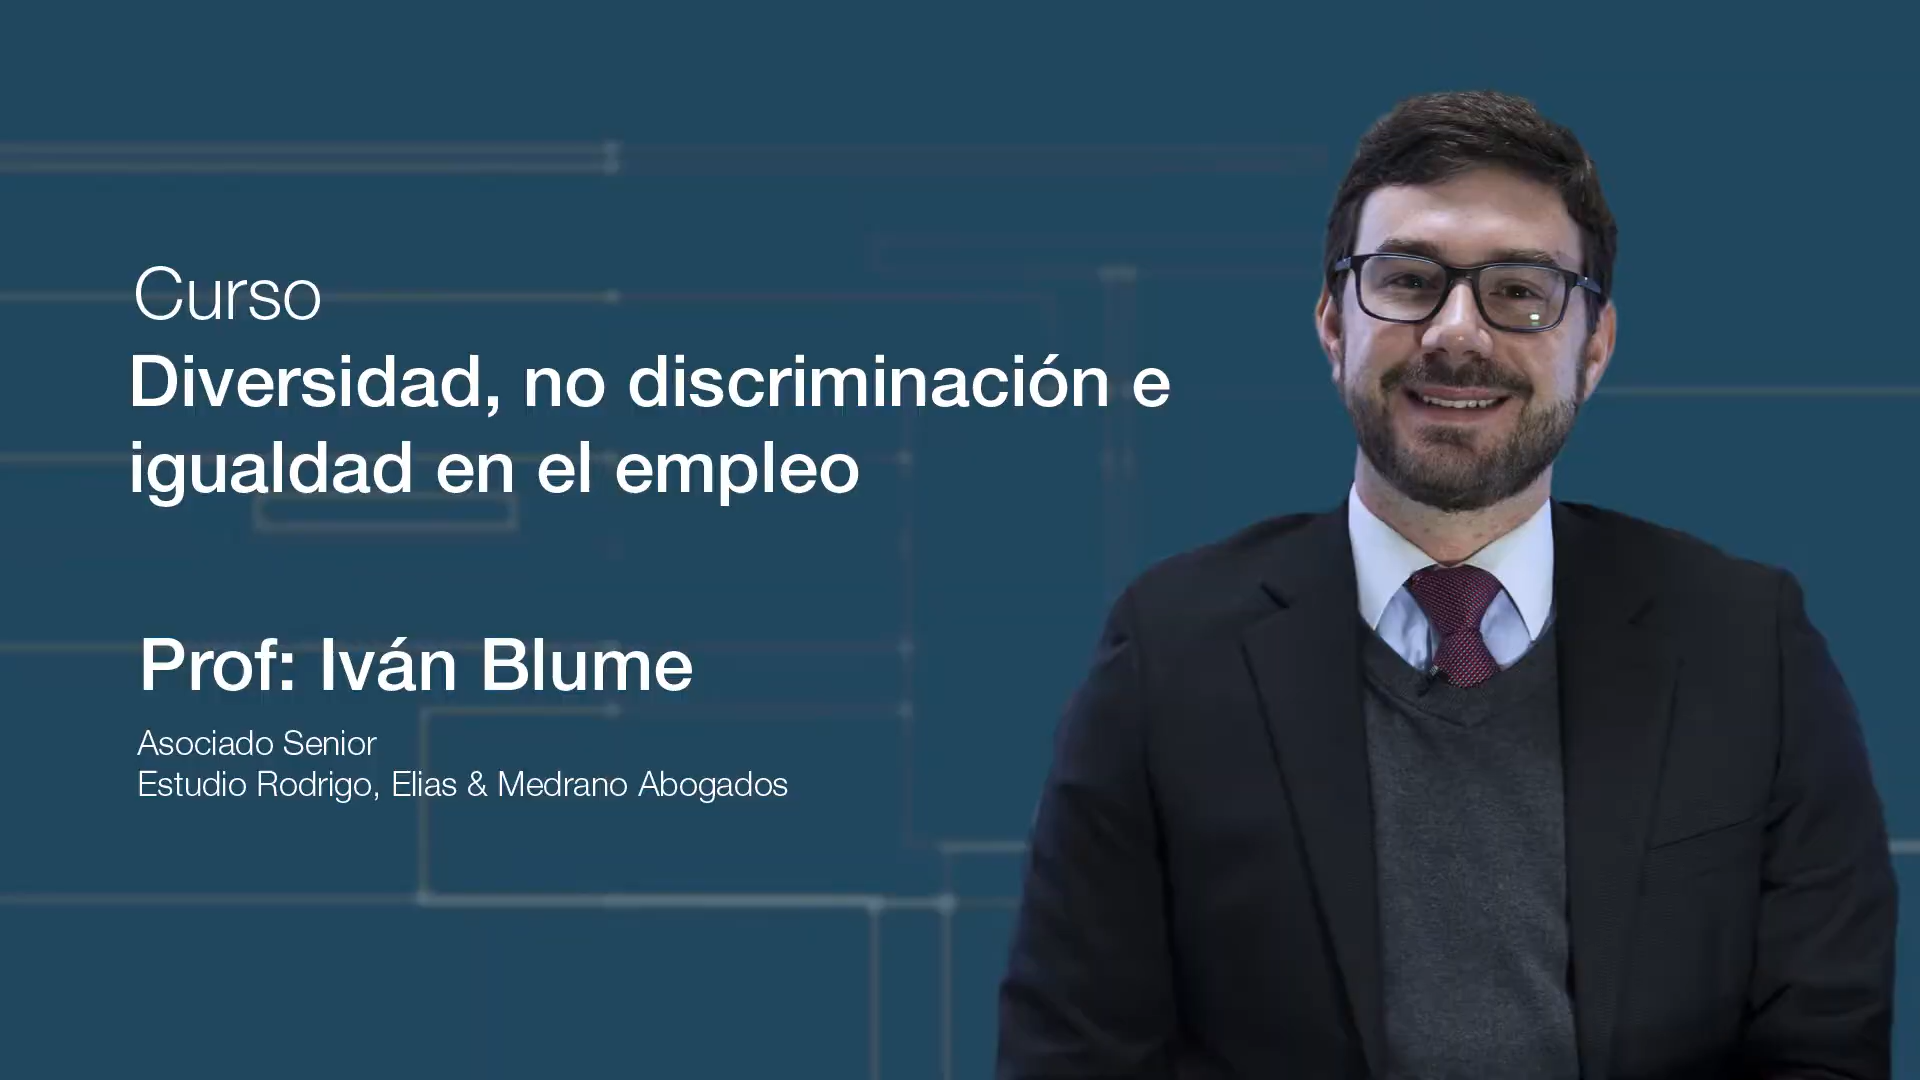 Curso
Diversidad, no discriminación e
igualdad en el empleo
Prof: Iván Blume
Asociado Senior
Estudio Rodrigo, Elias & Medrano Abogados